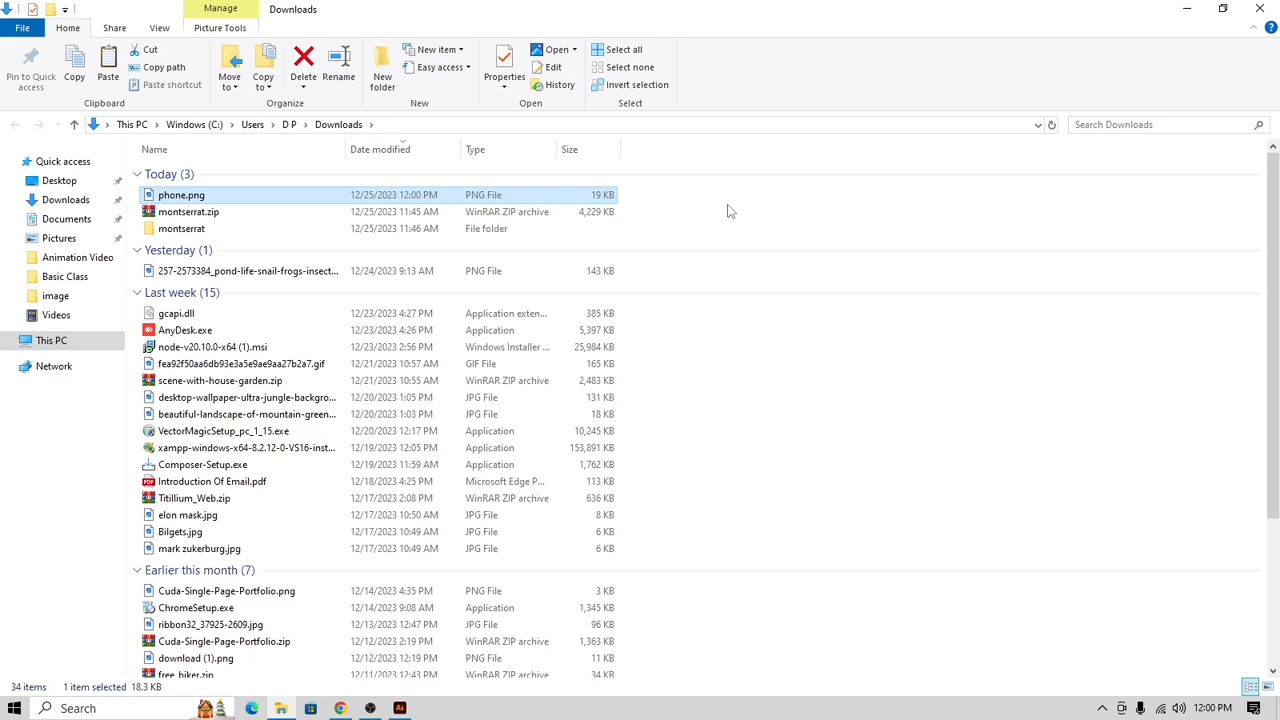 Manage
Downloads
File
Home
Share
View
Picture Tools
Pin to Quick access
Copy
Paste
Cut
Copy path
Paste shortcut
Clipboard
Move to
Copy to
Delete
Rename
Organize
New folder
New item
Easy access
New
Properties
Open
Edit
History
Open
Select all
Select none
Invert selection
Select
This PC
Windows (C:)
Users
D P
Downloads
Search Downloads
Quick access
Desktop
Downloads
Documents
Pictures
Animation Video
Basic Class
image
Videos
This PC
Network
Name Date modified Type Size
Today (3)
phone.png 12/25/2023 12:00 PM PNG File 19 KB
montserrat.zip 12/25/2023 11:45 AM WinRAR ZIP archive 4,229 KB
montserrat 12/25/2023 11:46 AM File folder
Yesterday (1)
257-2573384_pond-life-snail-frogs-insect... 12/24/2023 9:13 AM PNG File 143 KB
Last week (15)
gcapi.dll 12/23/2023 4:27 PM Application exten... 385 KB
AnyDesk.exe 12/23/2023 4:26 PM Application 5,397 KB
node-v20.10.0-x64 (1).msi 12/23/2023 2:56 PM Windows Installer ... 25,984 KB
fea92f50aa6db93e3a5e9ae9aa27b2a7.gif 12/21/2023 10:57 AM GIF File 165 KB
scene-with-house-garden.zip 12/21/2023 10:55 AM WinRAR ZIP archive 2,483 KB
desktop-wallpaper-ultra-jungle-backgro... 12/20/2023 1:05 PM JPG File 131 KB
beautiful-landscape-of-mountain-green... 12/20/2023 1:03 PM JPG File 18 KB
VectorMagicSetup_pc_1_15.exe 12/20/2023 12:17 PM Application 10,245 KB
xampp-windows-x64-8.2.12-0-VS16-inst... 12/19/2023 12:05 PM Application 153,891 KB
Composer-Setup.exe 12/19/2023 11:59 AM Application 1,762 KB
Introduction Of Email.pdf 12/18/2023 4:25 PM Microsoft Edge P... 113 KB
Titillium_Web.zip 12/17/2023 2:08 PM WinRAR ZIP archive 636 KB
elon mask.jpg 12/17/2023 10:50 AM JPG File 8 KB
Bilgets.jpg 12/17/2023 10:49 AM JPG File 6 KB
mark zukerburg.jpg 12/17/2023 10:49 AM JPG File 6 KB
Earlier this month (7)
Cuda-Single-Page-Portfolio.png 12/14/2023 4:35 PM PNG File 3 KB
ChromeSetup.exe 12/14/2023 9:08 AM Application 1,345 KB
ribbon32_37925-2609.jpg 12/13/2023 12:47 PM JPG File 96 KB
Cuda-Single-Page-Portfolio.zip 12/12/2023 2:19 PM WinRAR ZIP archive 1,363 KB
download (1).png 12/12/2023 12:19 PM PNG File 11 KB
free_biker.zip 12/11/2023 12:43 PM WinRAR ZIP archive 34 KB
34 items 1 item selected 18.3 KB
Search
Ai
12:00 PM